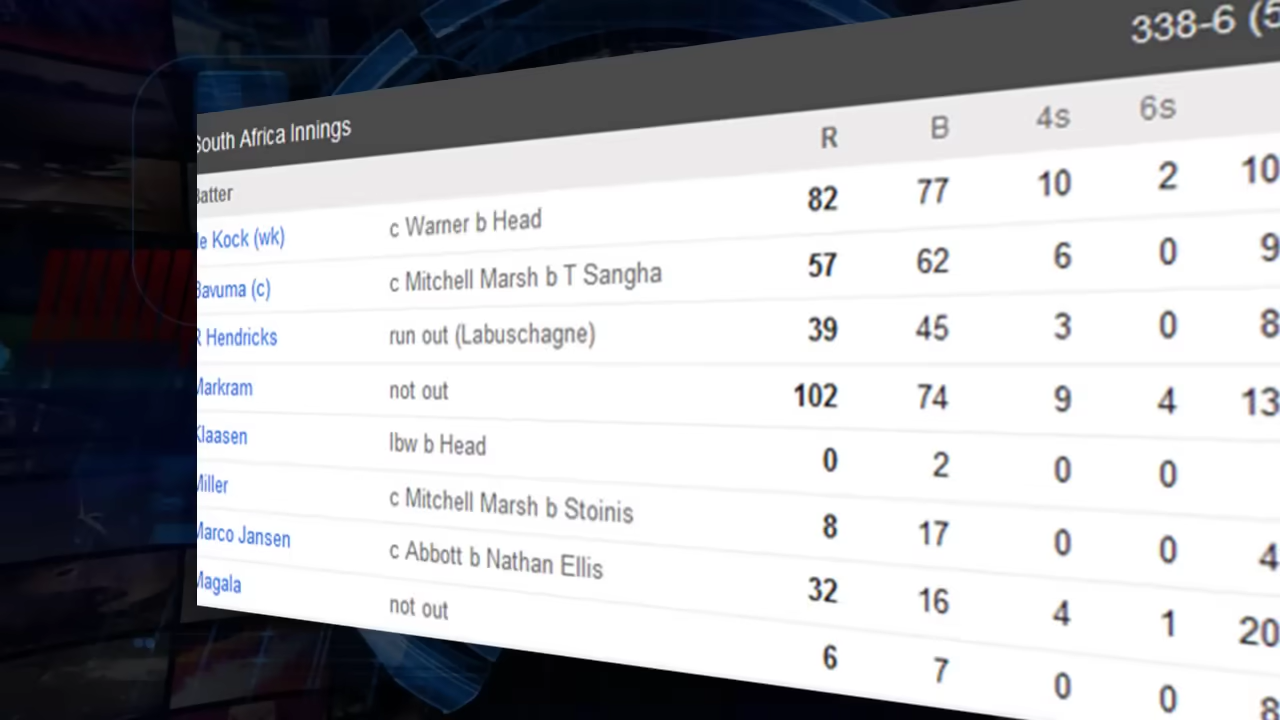 338-6 (5
South Africa Innings
Batter R B 4s 6s
de Kock (wk) c Warner b Head 82 77 10 2 10
Bavuma (c) c Mitchell Marsh b T Sangha 57 62 6 0 9
R Hendricks run out (Labuschagne) 39 45 3 0 8
Markram not out 102 74 9 4 13
Klaasen lbw b Head 0 2 0 0
Miller c Mitchell Marsh b Stoinis 8 17 0 0 4
Marco Jansen c Abbott b Nathan Ellis 32 16 4 1 20
Magala not out 6 7 0 0 8